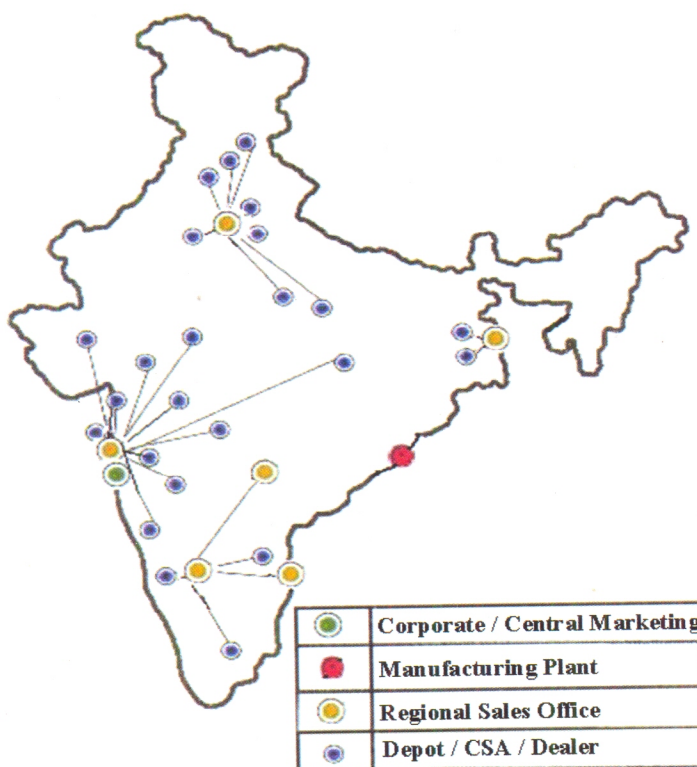 Corporate / Central Marketing
Manufacturing Plant
Regional Sales Office
Depot / CSA / Dealer